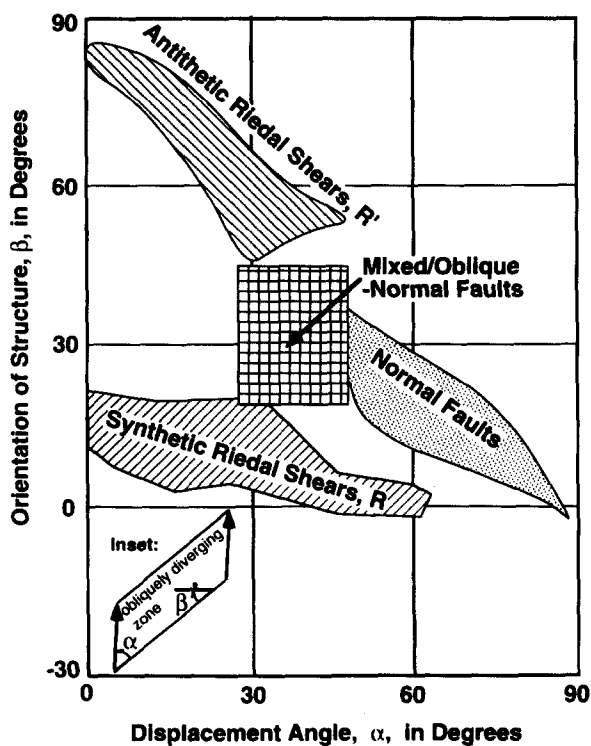 90
60
30
0
-30
Orientation of Structure, β, in Degrees
Antithetic Riedal Shears, R'
Mixed/Oblique
-Normal Faults
Normal Faults
Synthetic Riedal Shears, R
Inset:
obliquely diverging
zone
α
β
0
30
60
90
Displacement Angle, α, in Degrees